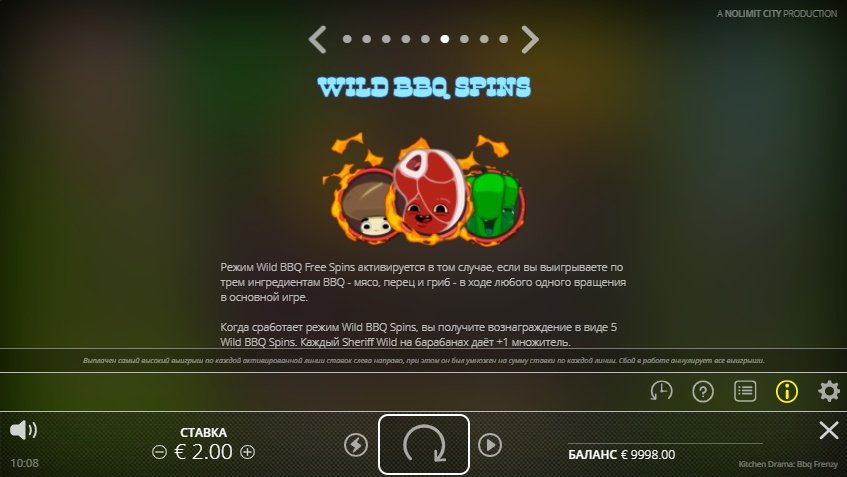 A NOLIMIT CITY PRODUCTION
WILD BBQ SPINS
Режим Wild BBQ Free Spins активируется в том случае, если вы выигрываете по
трем ингредиентам BBQ - мясо, перец и гриб - в ходе любого одного вращения
в основной игре.
Когда сработает режим Wild BBQ Spins, вы получите вознаграждение в виде 5
Wild BBQ Spins. Каждый Sheriff Wild на барабанах даёт +1 множитель.
Выплачен самый высокий выигрыш по каждой активированной линии ставок слева направо, при этом он был умножен на сумму ставки по каждой линии. Сбой в работе аннулирует все выигрыши.
СТАВКА
€ 2.00
БАЛАНС € 9998.00
10:08
Kitchen Drama: Bbq Frenzy